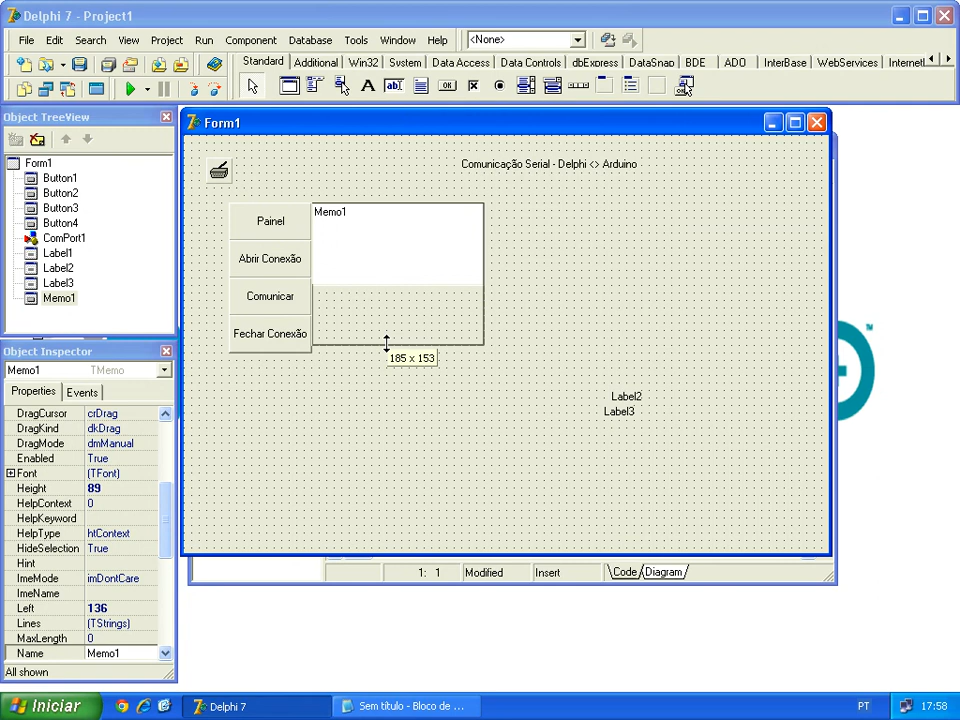 Delphi 7 - Project1
File Edit Search View Project Run Component Database Tools Window Help <None>
Standard Additional Win32 System Data Access Data Controls dbExpress DataSnap BDE ADO InterBase WebServices Internet
Object TreeView
Form1
Button1
Button2
Button3
Button4
ComPort1
Label1
Label2
Label3
Memo1
Form1
Comunicação Serial - Delphi <> Arduino
Painel
Memo1
Abrir Conexão
Comunicar
Fechar Conexão
185 x 153
Label2
Label3
TM
Object Inspector
Memo1 TMemo
Properties Events
DragCursor crDrag
DragKind dkDrag
DragMode dmManual
Enabled True
Font (TFont)
Height 89
HelpContext 0
HelpKeyword
HelpType htContext
HideSelection True
Hint
ImeMode imDontCare
ImeName
Left 136
Lines (TStrings)
MaxLength 0
Name Memo1
All shown
1: 1 Modified Insert Code Diagram
Iniciar Delphi 7 Sem título - Bloco de ... PT 17:58